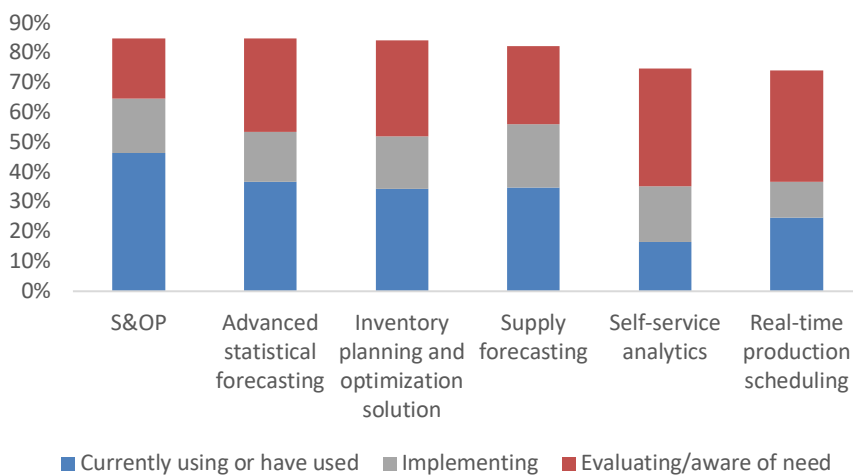 90%
80%
70%
60%
50%
40%
30%
20%
10%
0%
S&OP
Advanced
statistical
forecasting
Inventory
planning and
optimization
solution
Supply
forecasting
Self-service
analytics
Real-time
production
scheduling
Currently using or have used
Implementing
Evaluating/aware of need